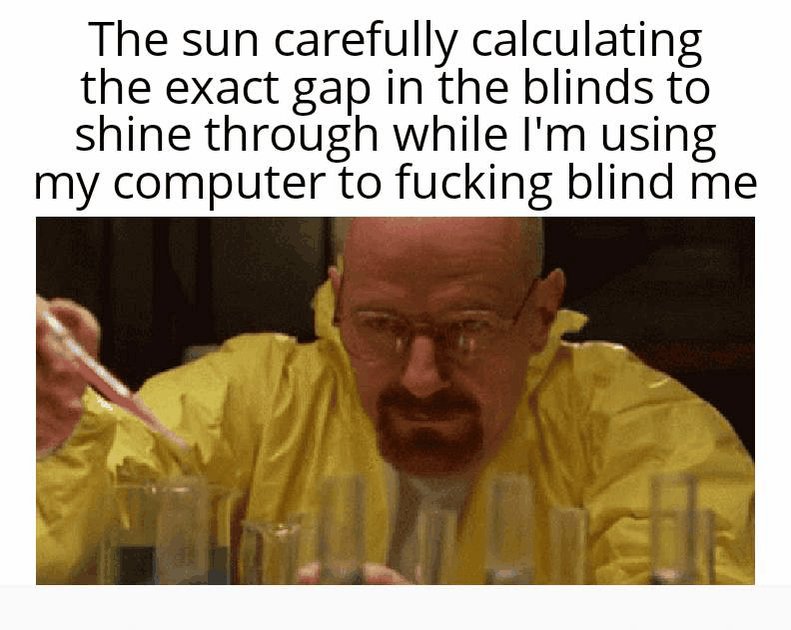 The sun carefully calculating
the exact gap in the blinds to
shine through while I'm using
my computer to fucking blind me